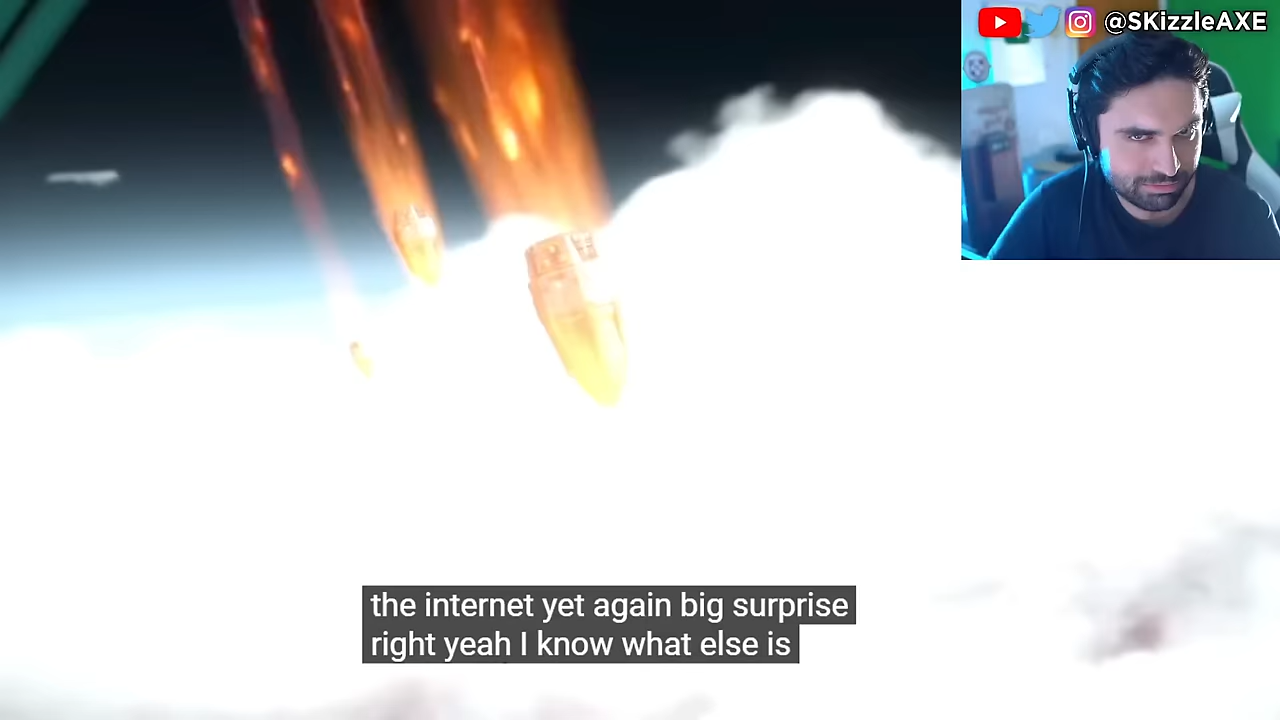 @SKizzleAXE
the internet yet again big surprise
right yeah I know what else is